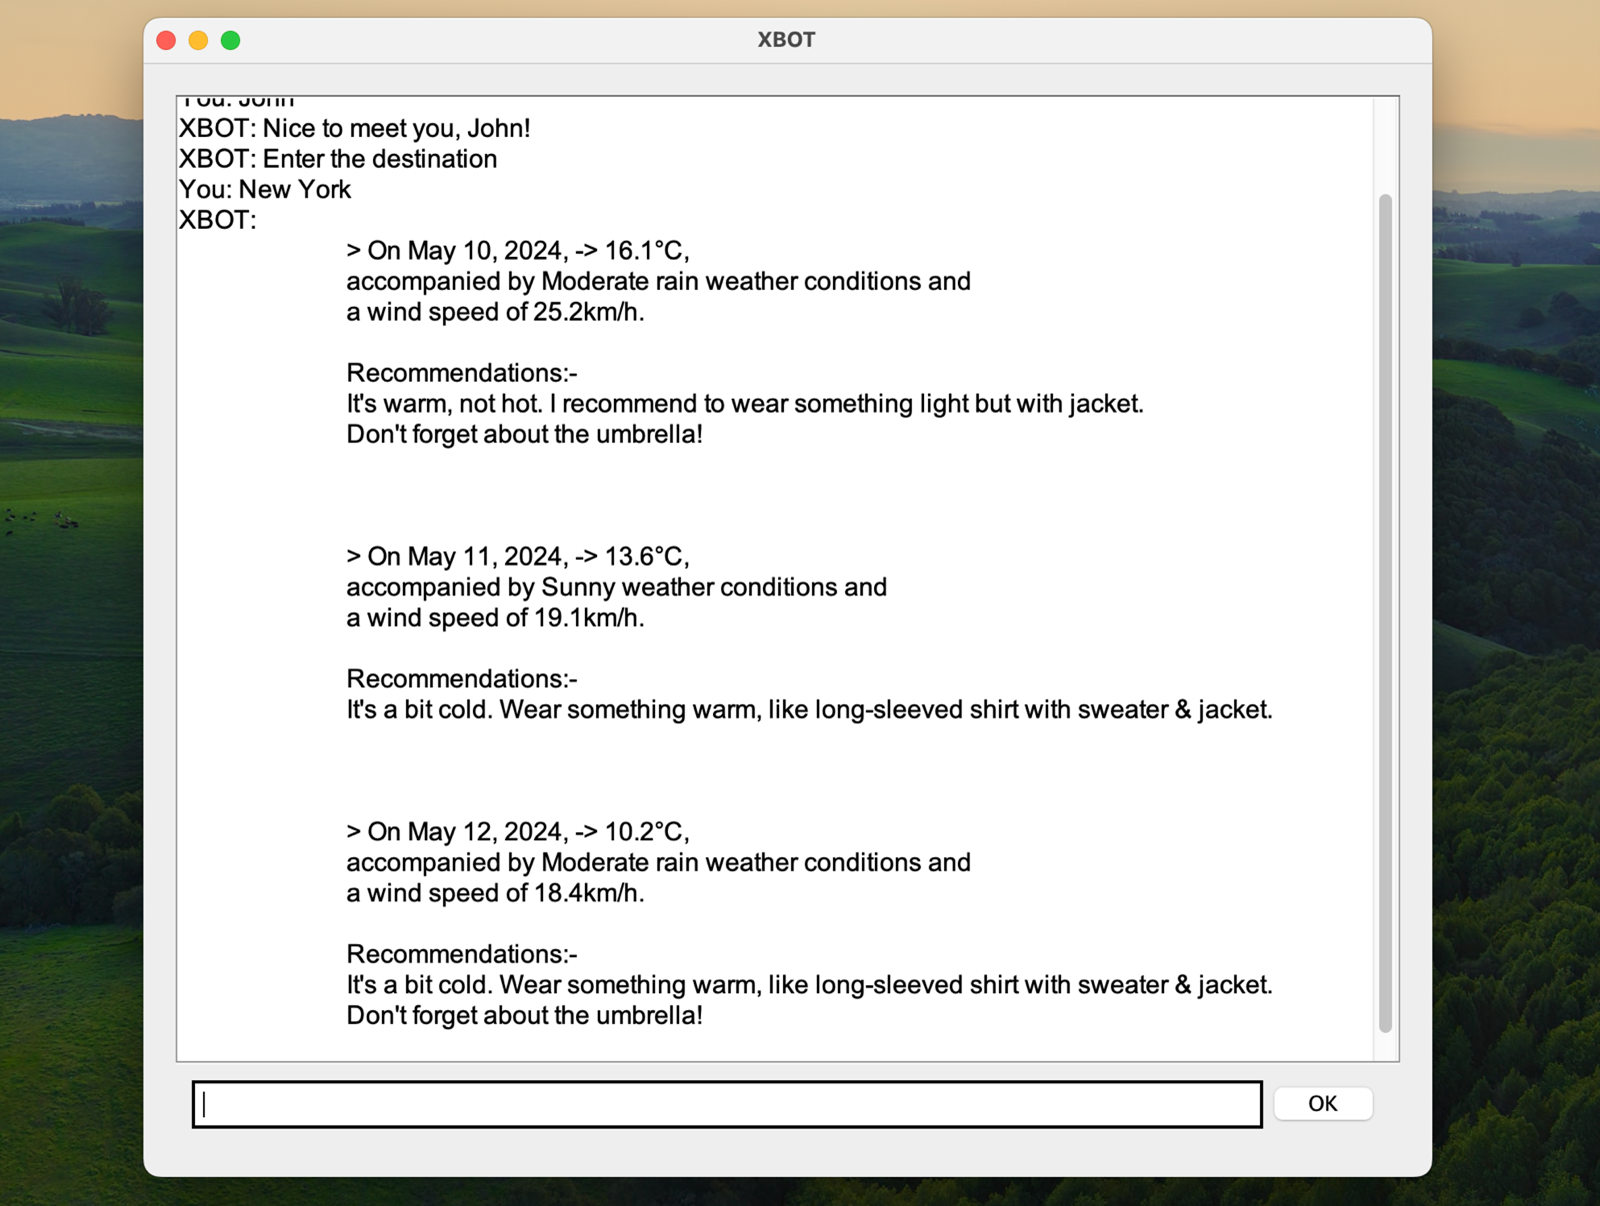 XBOT
You: John
XBOT: Nice to meet you, John!
XBOT: Enter the destination
You: New York
XBOT:
> On May 10, 2024, -> 16.1°C,
accompanied by Moderate rain weather conditions and
a wind speed of 25.2km/h.
Recommendations:-
It's warm, not hot. I recommend to wear something light but with jacket.
Don't forget about the umbrella!
> On May 11, 2024, -> 13.6°C,
accompanied by Sunny weather conditions and
a wind speed of 19.1km/h.
Recommendations:-
It's a bit cold. Wear something warm, like long-sleeved shirt with sweater & jacket.
> On May 12, 2024, -> 10.2°C,
accompanied by Moderate rain weather conditions and
a wind speed of 18.4km/h.
Recommendations:-
It's a bit cold. Wear something warm, like long-sleeved shirt with sweater & jacket.
Don't forget about the umbrella!
OK